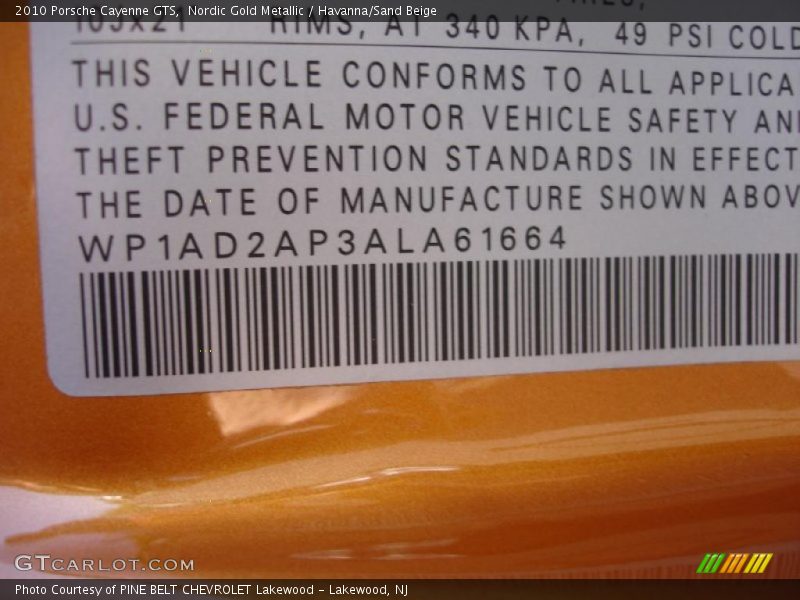 2010 Porsche Cayenne GTS,  Nordic Gold Metallic / Havanna/Sand Beige
RIMS, AT 340 KPA, 49 PSI COLD
THIS VEHICLE CONFORMS TO ALL APPLICA
U.S. FEDERAL MOTOR VEHICLE SAFETY AN
THEFT PREVENTION STANDARDS IN EFFECT
THE DATE OF MANUFACTURE SHOWN ABOV
WP1AD2AP3ALA61664
GTCARLOT.COM
Photo Courtesy of PINE BELT CHEVROLET Lakewood - Lakewood, NJ